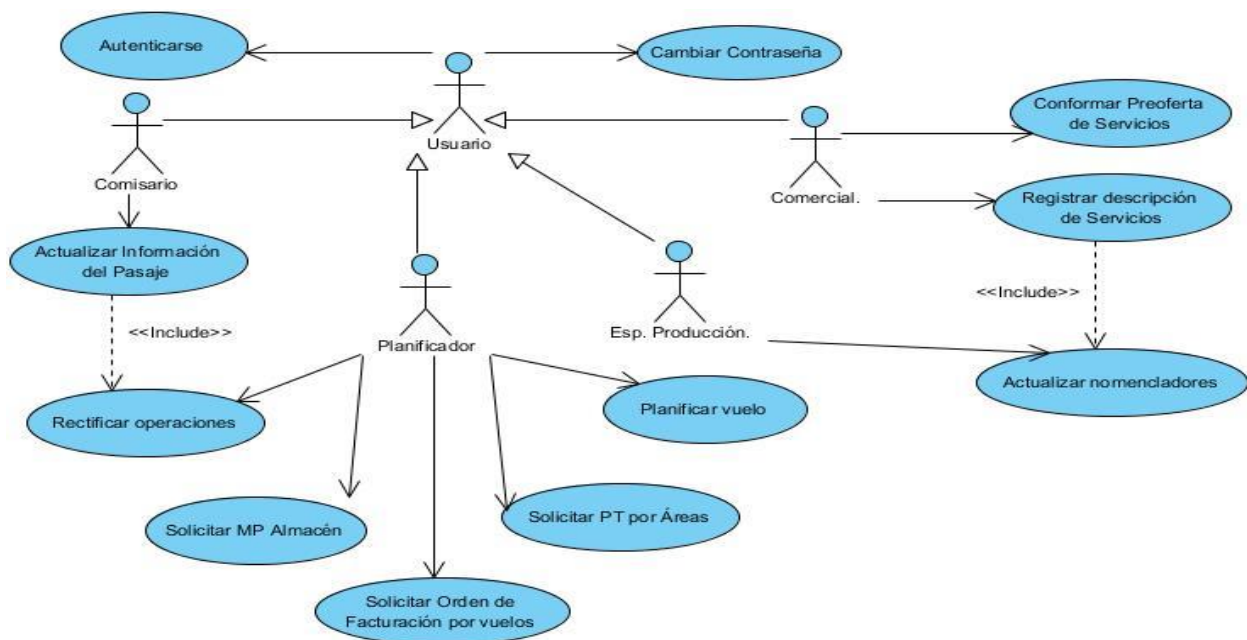 Autenticarse
Cambiar Contraseña
Usuario
Conformar Preoferta
de Servicios
Comisario
Comercial.
Registrar descripción
de Servicios
Actualizar Información
del Pasaje
<<Include>>
<<Include>>
Planificador
Esp. Producción.
Actualizar nomencladores
Rectificar operaciones
Planificar vuelo
Solicitar MP Almacén
Solicitar PT por Áreas
Solicitar Orden de
Facturación por vuelos